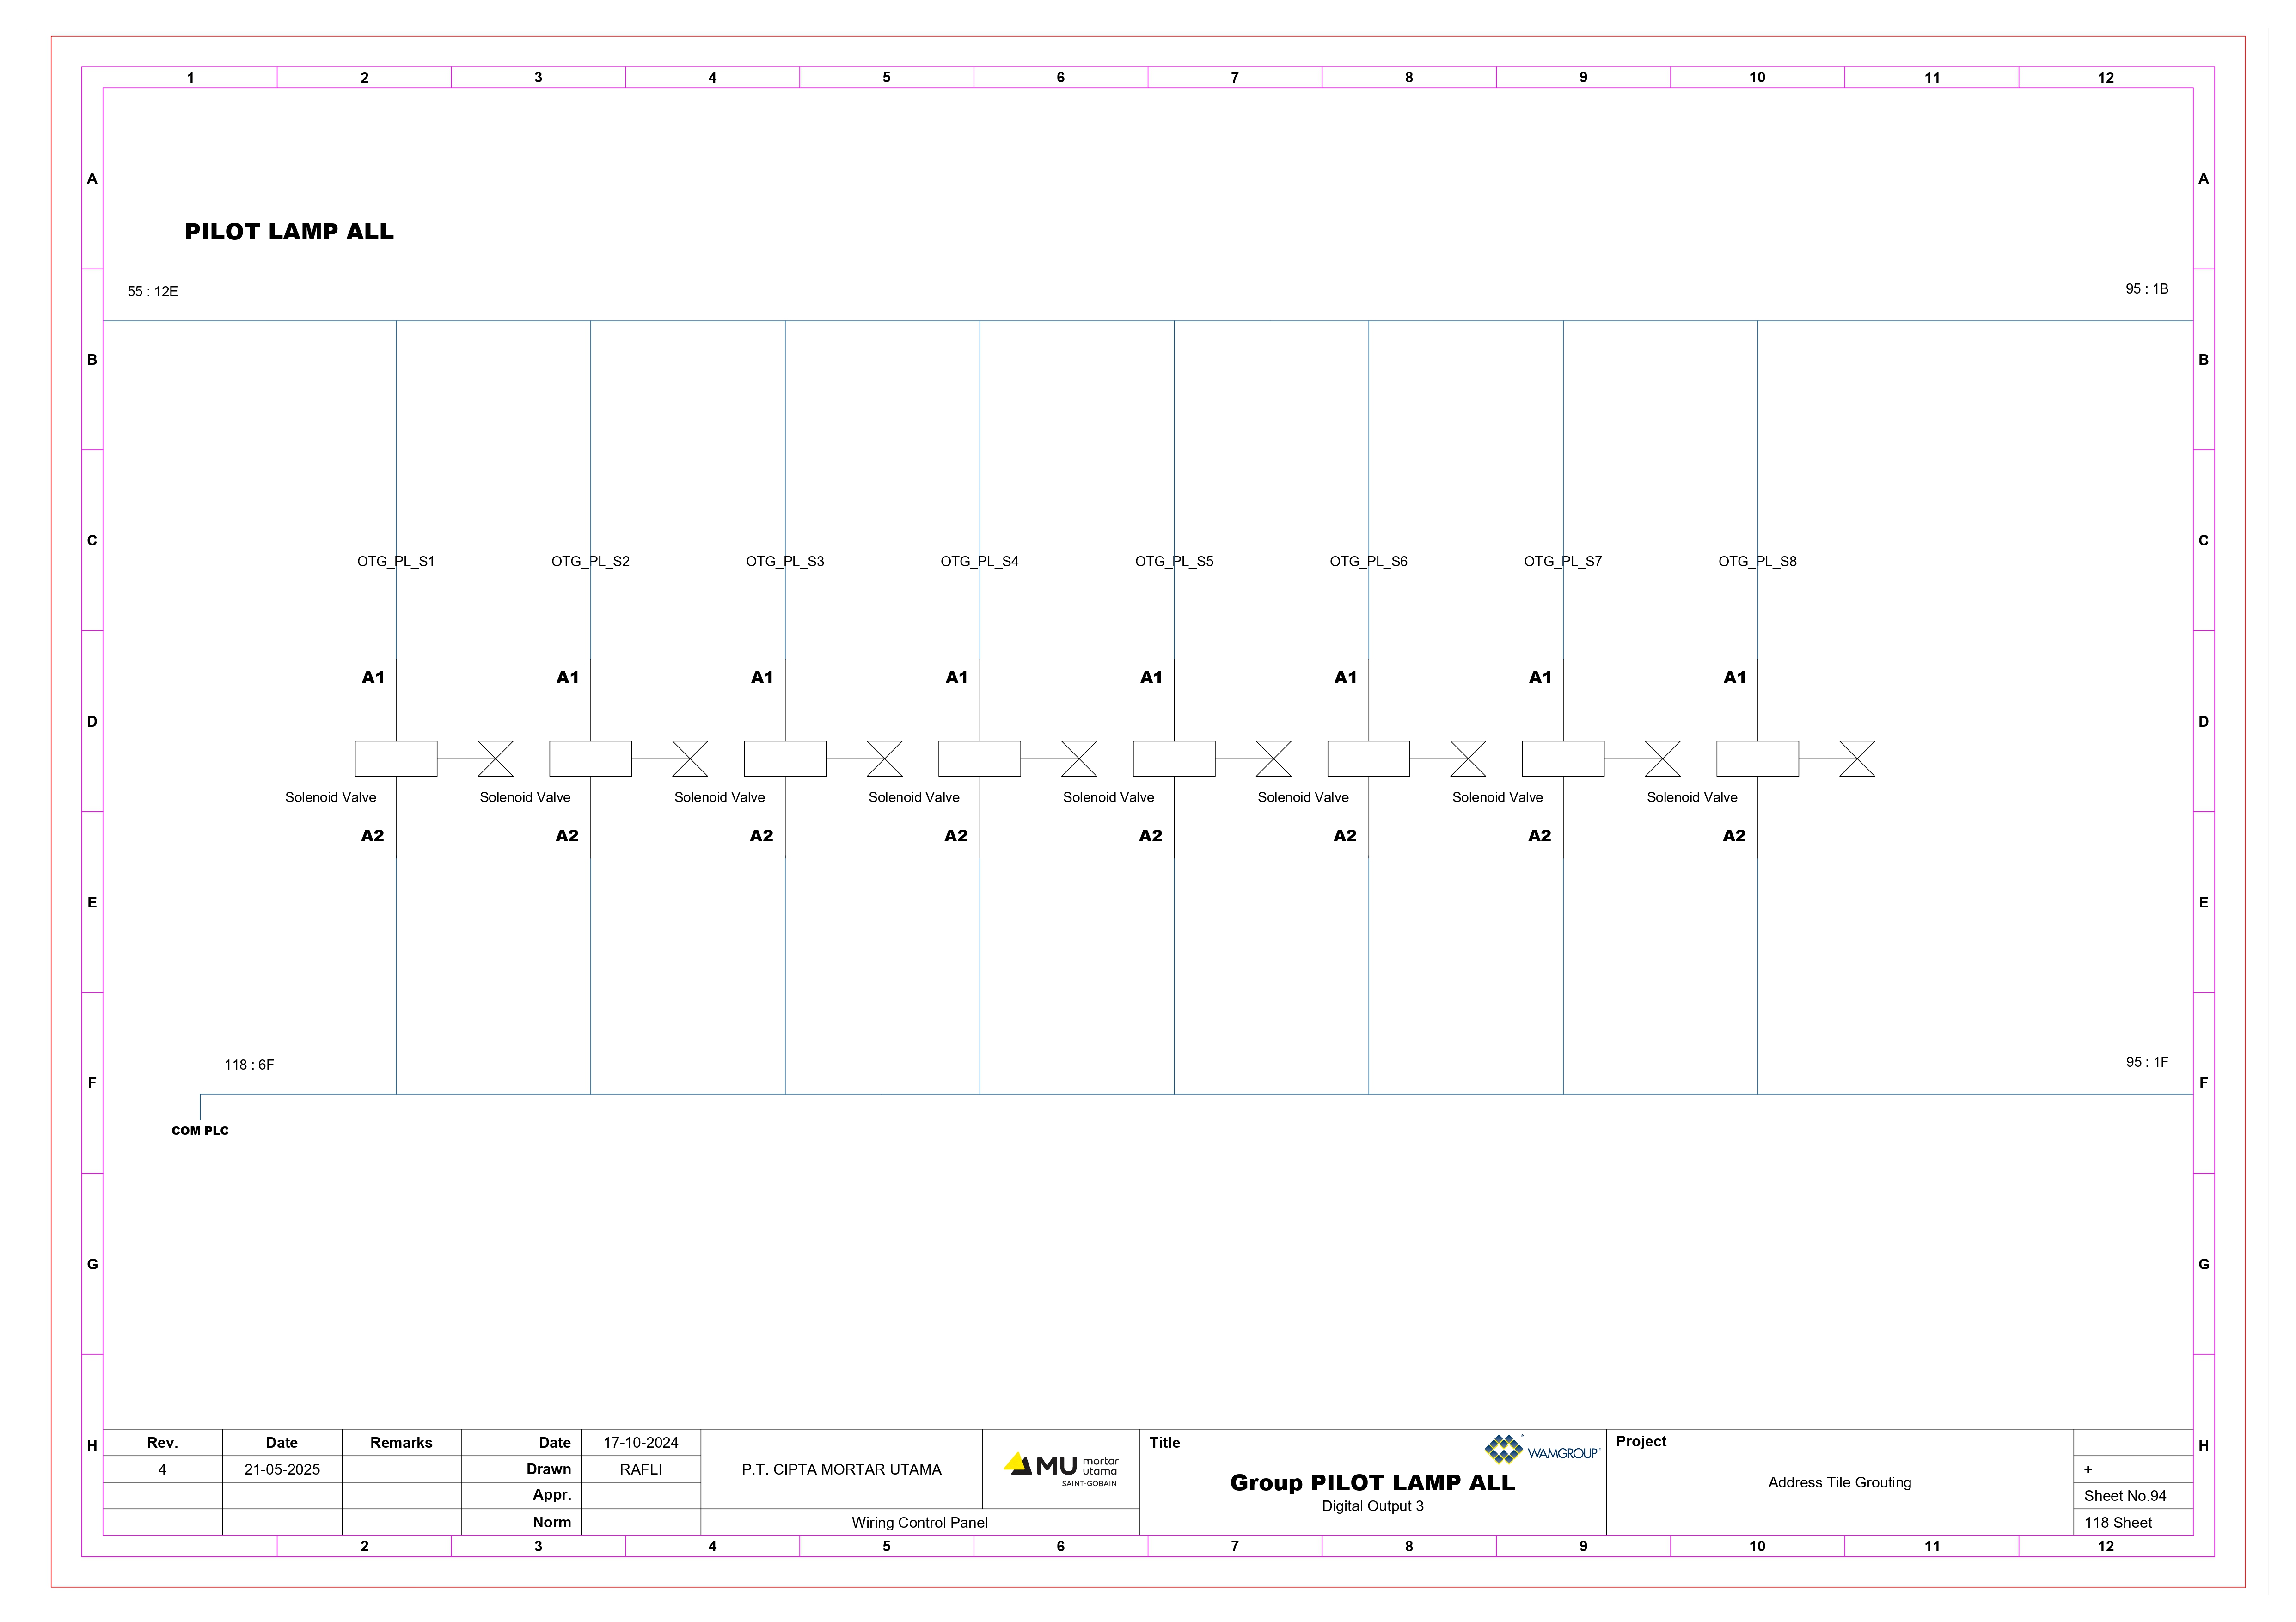 1 2 3 4 5 6 7 8 9 10 11 12
A A
PILOT LAMP ALL
55 : 12E 95 : 1B
B B
C C
OTG_PL_S1 OTG_PL_S2 OTG_PL_S3 OTG_PL_S4 OTG_PL_S5 OTG_PL_S6 OTG_PL_S7 OTG_PL_S8
A1 A1 A1 A1 A1 A1 A1 A1
D D
Solenoid Valve Solenoid Valve Solenoid Valve Solenoid Valve Solenoid Valve Solenoid Valve Solenoid Valve Solenoid Valve
A2 A2 A2 A2 A2 A2 A2 A2
E E
118 : 6F 95 : 1F
F F
COM PLC
G G
H H
Rev. Date Remarks Date 17-10-2024
4 21-05-2025 Drawn RAFLI
Appr.
Norm
P.T. CIPTA MORTAR UTAMA
MU mortar
utama
SAINT-GOBAIN
Wiring Control Panel
Title
WAMGROUP
Group PILOT LAMP ALL
Digital Output 3
Project
Address Tile Grouting
+
Sheet No.94
118 Sheet
2 3 4 5 6 7 8 9 10 11 12